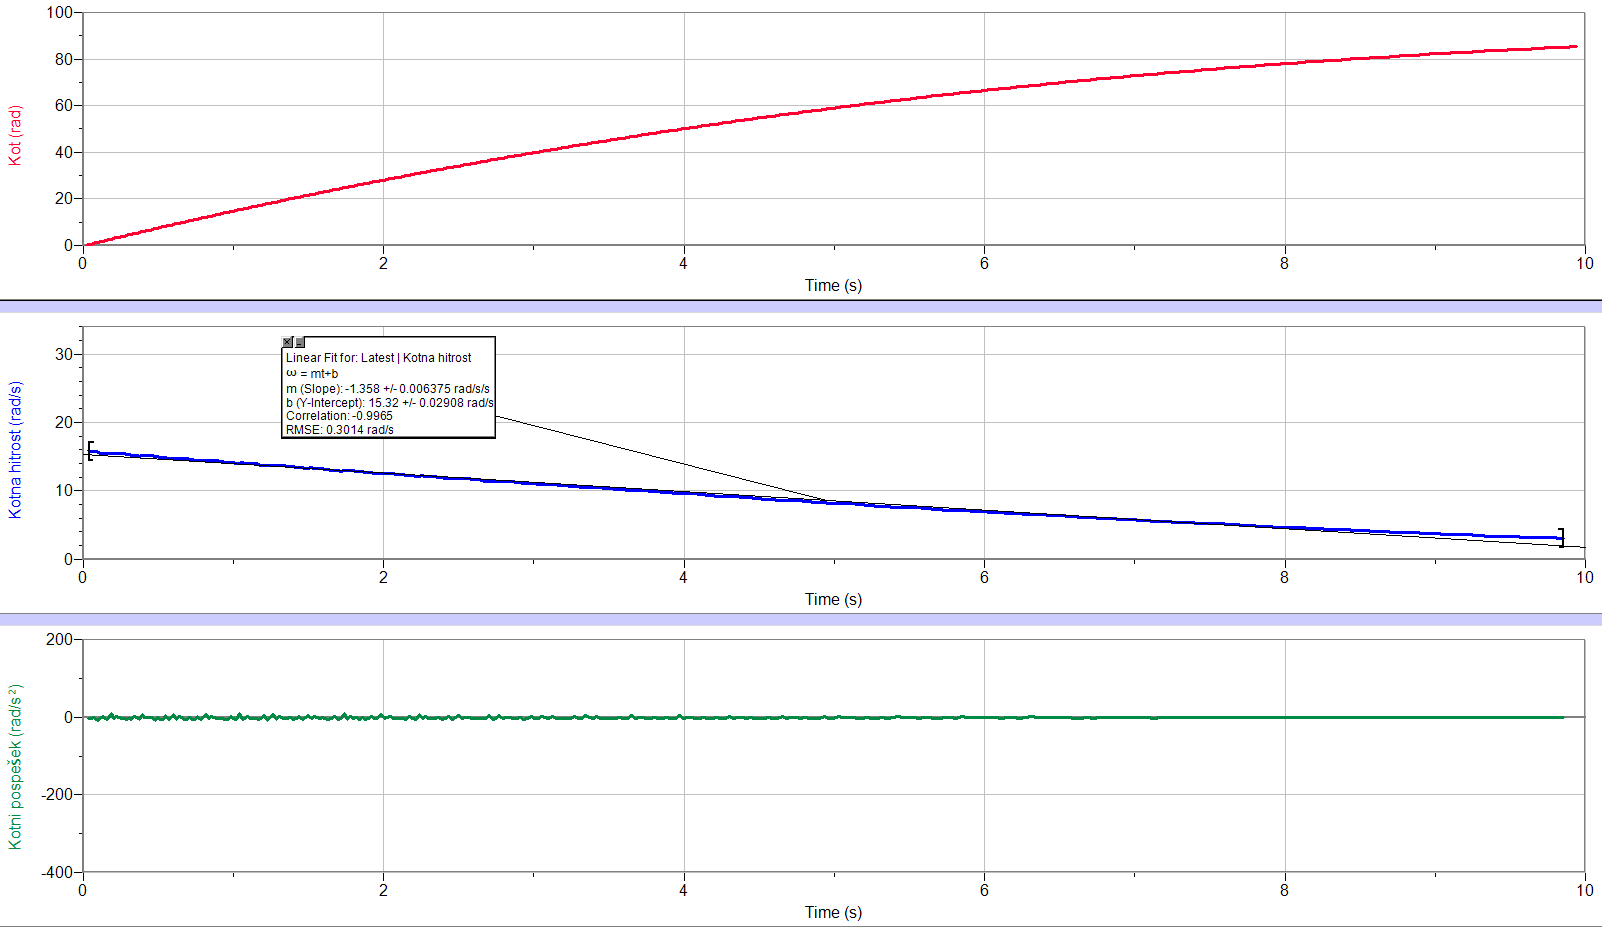 Kot (rad)
100
80
60
40
20
0
0 2 4 6 8 10
Time (s)
Kotna hitrost (rad/s)
30
20
10
0
Linear Fit for: Latest | Kotna hitrost
ω = mt+b
m (Slope): -1.358 +/- 0.006375 rad/s/s
b (Y-Intercept): 15.32 +/- 0.02908 rad/s
Correlation: -0.9965
RMSE: 0.3014 rad/s
0 2 4 6 8 10
Time (s)
Kotni pospešek (rad/s²)
200
0
-200
-400
0 2 4 6 8 10
Time (s)